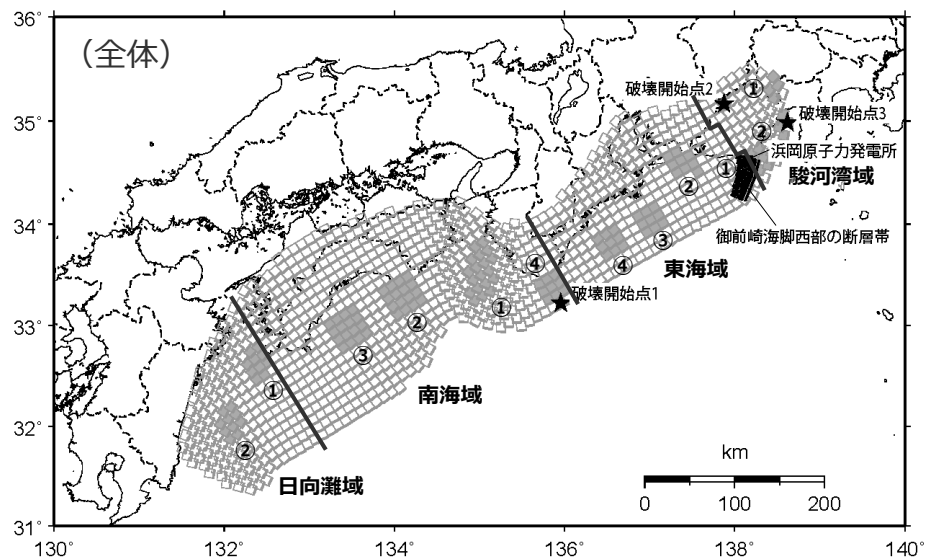 36°
(全体)
破壊開始点2
①
35°
破壊開始点3
②
浜岡原子力発電所
①
②
駿河湾域
34°
御前崎海脚西部の断層帯
③
④
④
東海域
破壊開始点1
33°
①
②
③
①
南海域
32°
②
km
日向灘域
0 100 200
31°
130° 132° 134° 136° 138° 140°